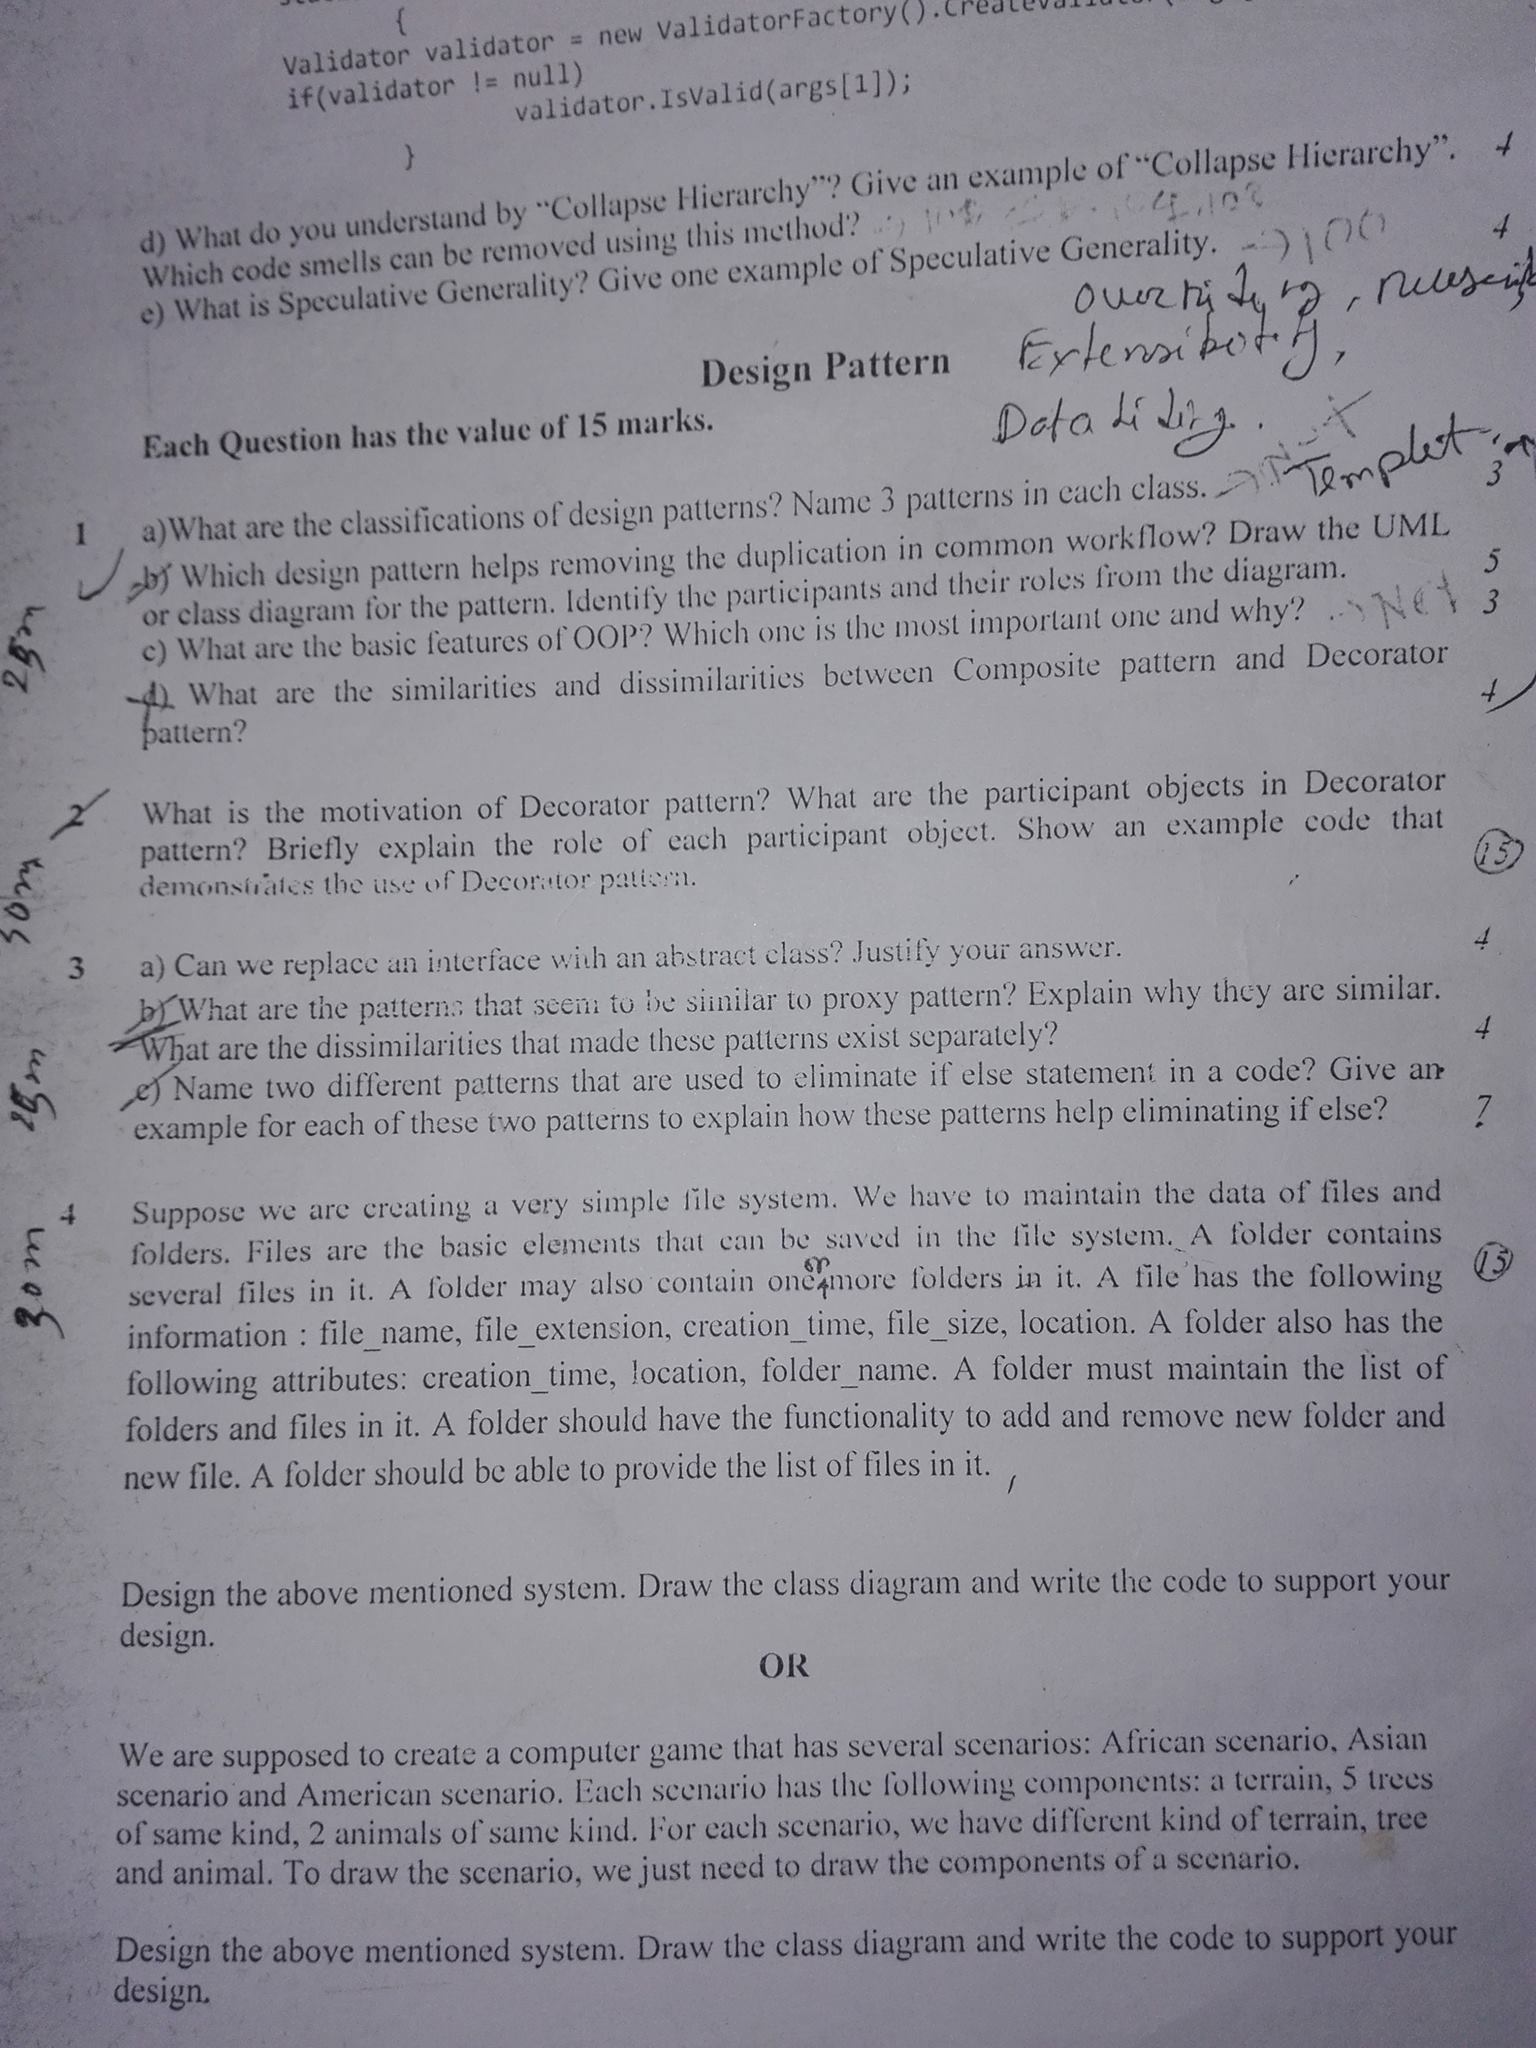 {
Validator validator = new ValidatorFactory().
if(validator != null)
validator.IsValid(args[1]);
}
d) What do you understand by “Collapse Hierarchy”? Give an example of “Collapse Hierarchy”. 4
Which code smells can be removed using this method?
e) What is Speculative Generality? Give one example of Speculative Generality. → 100 4
Design Pattern
Each Question has the value of 15 marks.
1 a)What are the classifications of design patterns? Name 3 patterns in each class. 3
b) Which design pattern helps removing the duplication in common workflow? Draw the UML
or class diagram for the pattern. Identify the participants and their roles from the diagram. 5
c) What are the basic features of OOP? Which one is the most important one and why? → Net 3
d) What are the similarities and dissimilarities between Composite pattern and Decorator
pattern? 4
2 What is the motivation of Decorator pattern? What are the participant objects in Decorator
pattern? Briefly explain the role of each participant object. Show an example code that
demonstrates the use of Decorator pattern. 15
3 a) Can we replace an interface with an abstract class? Justify your answer. 4
b) What are the patterns that seem to be similar to proxy pattern? Explain why they are similar.
What are the dissimilarities that made these patterns exist separately? 4
c) Name two different patterns that are used to eliminate if else statement in a code? Give an
example for each of these two patterns to explain how these patterns help eliminating if else? 7
4 Suppose we are creating a very simple file system. We have to maintain the data of files and
folders. Files are the basic elements that can be saved in the file system. A folder contains
several files in it. A folder may also contain one or more folders in it. A file has the following 15
information : file_name, file_extension, creation_time, file_size, location. A folder also has the
following attributes: creation_time, location, folder_name. A folder must maintain the list of
folders and files in it. A folder should have the functionality to add and remove new folder and
new file. A folder should be able to provide the list of files in it.
Design the above mentioned system. Draw the class diagram and write the code to support your
design.
OR
We are supposed to create a computer game that has several scenarios: African scenario, Asian
scenario and American scenario. Each scenario has the following components: a terrain, 5 trees
of same kind, 2 animals of same kind. For each scenario, we have different kind of terrain, tree
and animal. To draw the scenario, we just need to draw the components of a scenario.
Design the above mentioned system. Draw the class diagram and write the code to support your
design.